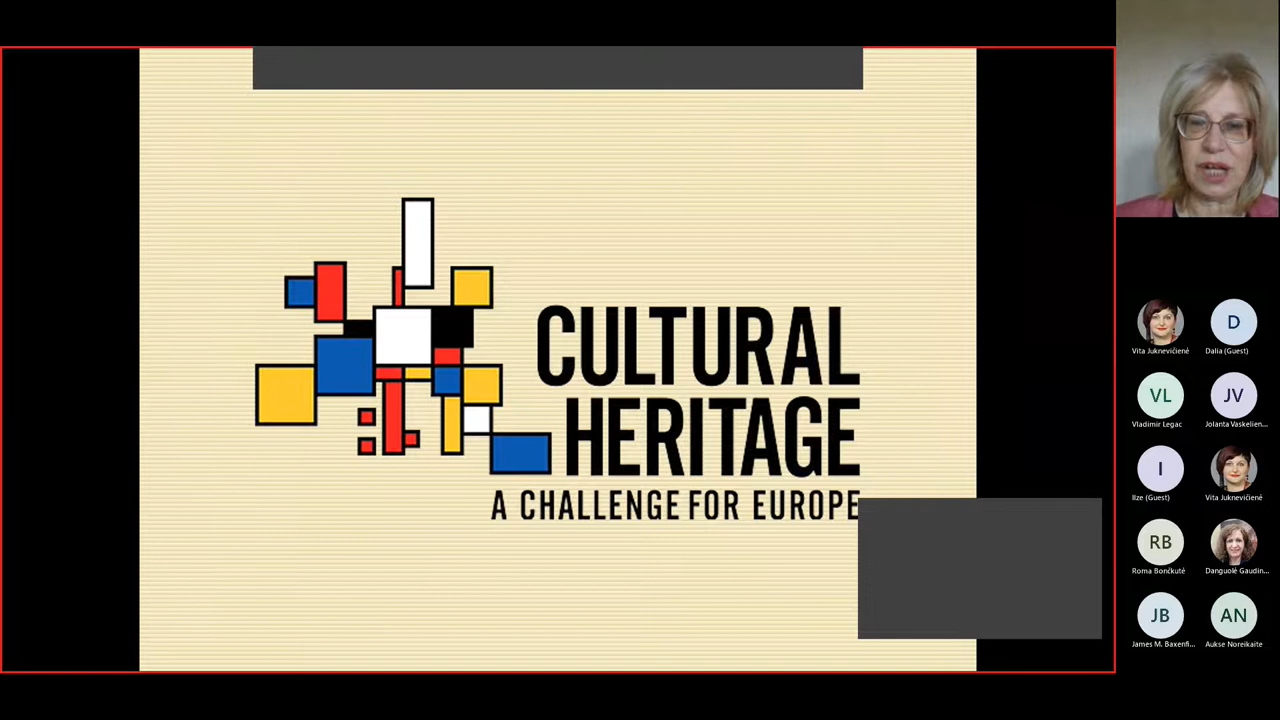 CULTURAL
HERITAGE
A CHALLENGE FOR EUROPE
Vita Juknevičienė
D
Dalia (Guest)
VL
Vladimir Legac
JV
Jolanta Vaskelien...
I
Ilze (Guest)
Vita Juknevičienė
RB
Roma Bončkutė
Danguolė Gaudin...
JB
James M. Baxenfi...
AN
Aukse Noreikaite